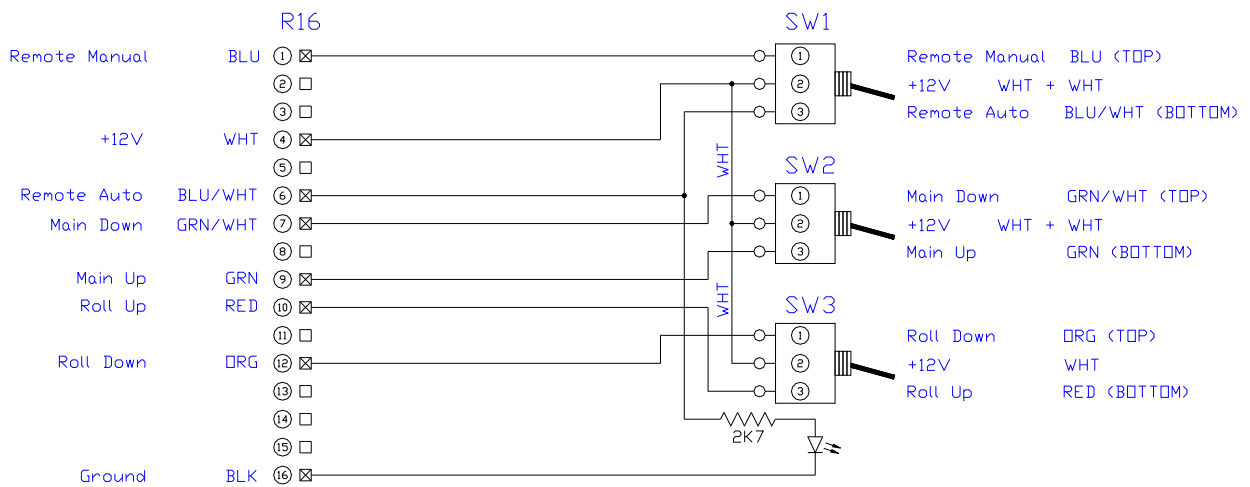 R16 SW1
Remote Manual BLU 1 1 Remote Manual BLU (TOP)
2 2 +12V WHT + WHT
3 3 Remote Auto BLU/WHT (BOTTOM)
+12V WHT 4
WHT
5 SW2
Remote Auto BLU/WHT 6 1 Main Down GRN/WHT (TOP)
Main Down GRN/WHT 7 2 +12V WHT + WHT
8 3 Main Up GRN (BOTTOM)
Main Up GRN 9
WHT
Roll Up RED 10 SW3
11 1 Roll Down ORG (TOP)
Roll Down ORG 12 2 +12V WHT
13 3 Roll Up RED (BOTTOM)
14
2K7
15
Ground BLK 16